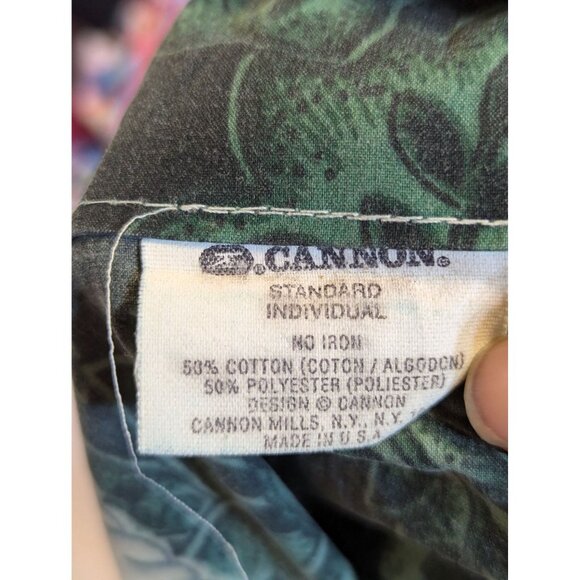 CANNON®
STANDARD
INDIVIDUAL
NO IRON
50% COTTON (COTON / ALGODON)
50% POLYESTER (POLIESTER)
DESIGN © CANNON
CANNON MILLS, N.Y., N.Y.
MADE IN U S A